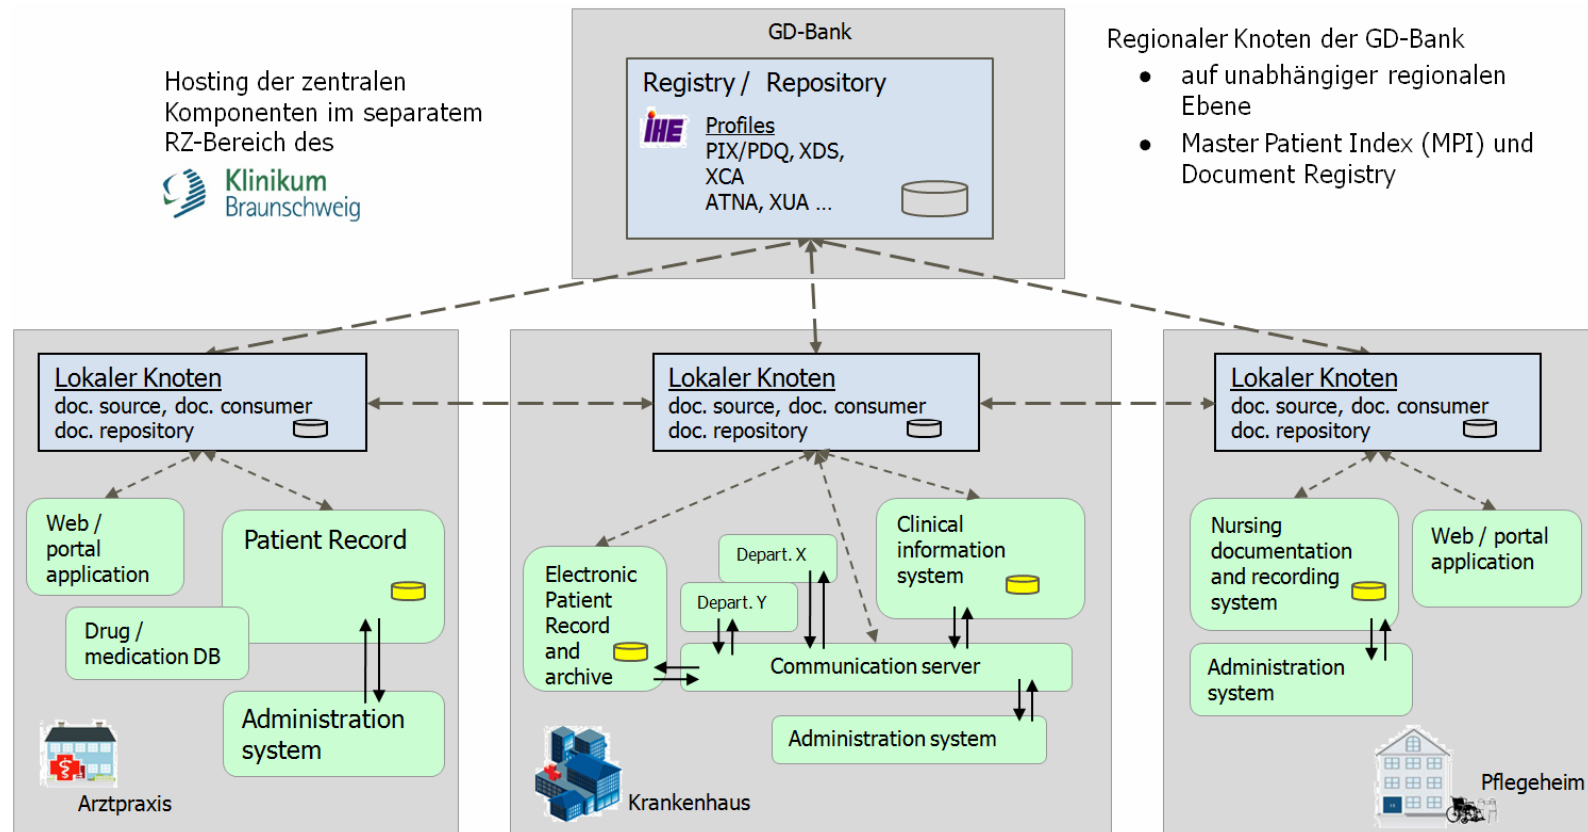 GD-Bank
Hosting der zentralen
Komponenten im separatem
RZ-Bereich des
Klinikum
Braunschweig
Registry / Repository
IHE
Profiles
PIX/PDQ, XDS,
XCA
ATNA, XUA ...
Regionaler Knoten der GD-Bank
● auf unabhängiger regionalen
Ebene
● Master Patient Index (MPI) und
Document Registry
Lokaler Knoten
doc. source, doc. consumer
doc. repository
Web /
portal
application
Patient Record
Drug /
medication DB
Administration
system
Arztpraxis
Lokaler Knoten
doc. source, doc. consumer
doc. repository
Electronic
Patient
Record
and
archive
Depart. X
Depart. Y
Clinical
information
system
Communication server
Administration system
Krankenhaus
Lokaler Knoten
doc. source, doc. consumer
doc. repository
Nursing
documentation
and recording
system
Web / portal
application
Administration
system
Pflegeheim